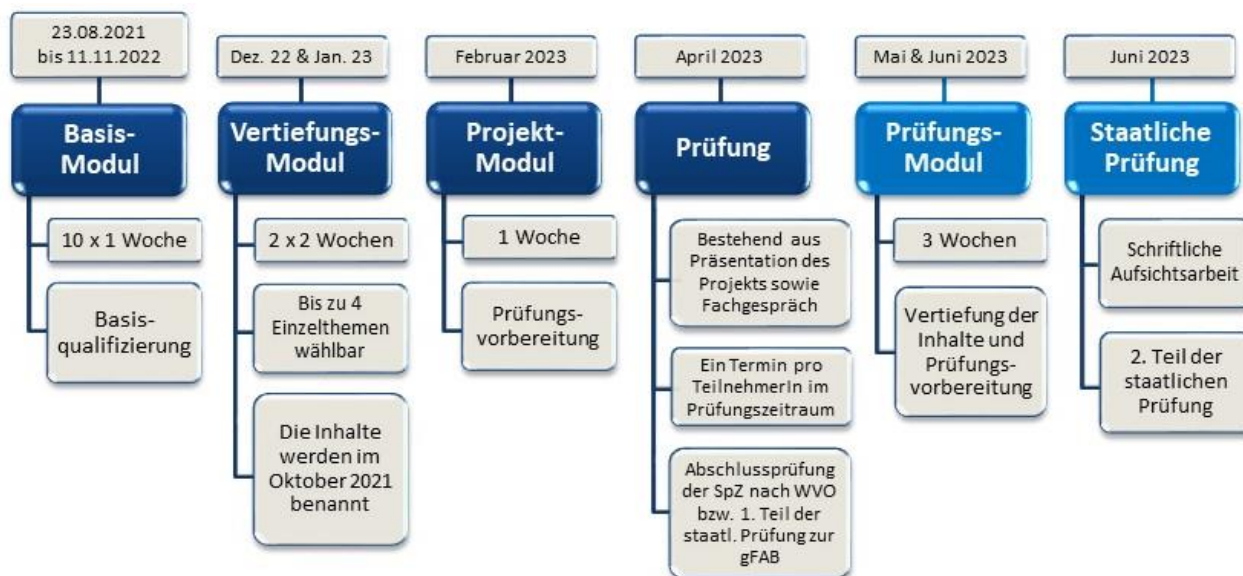 23.08.2021
bis 11.11.2022
Basis-
Modul
10 x 1 Woche
Basis-
qualifizierung
Dez. 22 & Jan. 23
Vertiefungs-
Modul
2 x 2 Wochen
Bis zu 4
Einzelthemen
wählbar
Die Inhalte
werden im
Oktober 2021
benannt
Februar 2023
Projekt-
Modul
1 Woche
Prüfungs-
vorbereitung
April 2023
Prüfung
Bestehend aus
Präsentation des
Projekts sowie
Fachgespräch
Ein Termin pro
TeilnehmerIn im
Prüfungszeitraum
Abschlussprüfung
der SpZ nach WVO
bzw. 1. Teil der
staatl. Prüfung zur
gFAB
Mai & Juni 2023
Prüfungs-
Modul
3 Wochen
Vertiefung der
Inhalte und
Prüfungs-
vorbereitung
Juni 2023
Staatliche
Prüfung
Schriftliche
Aufsichtsarbeit
2. Teil der
staatlichen
Prüfung